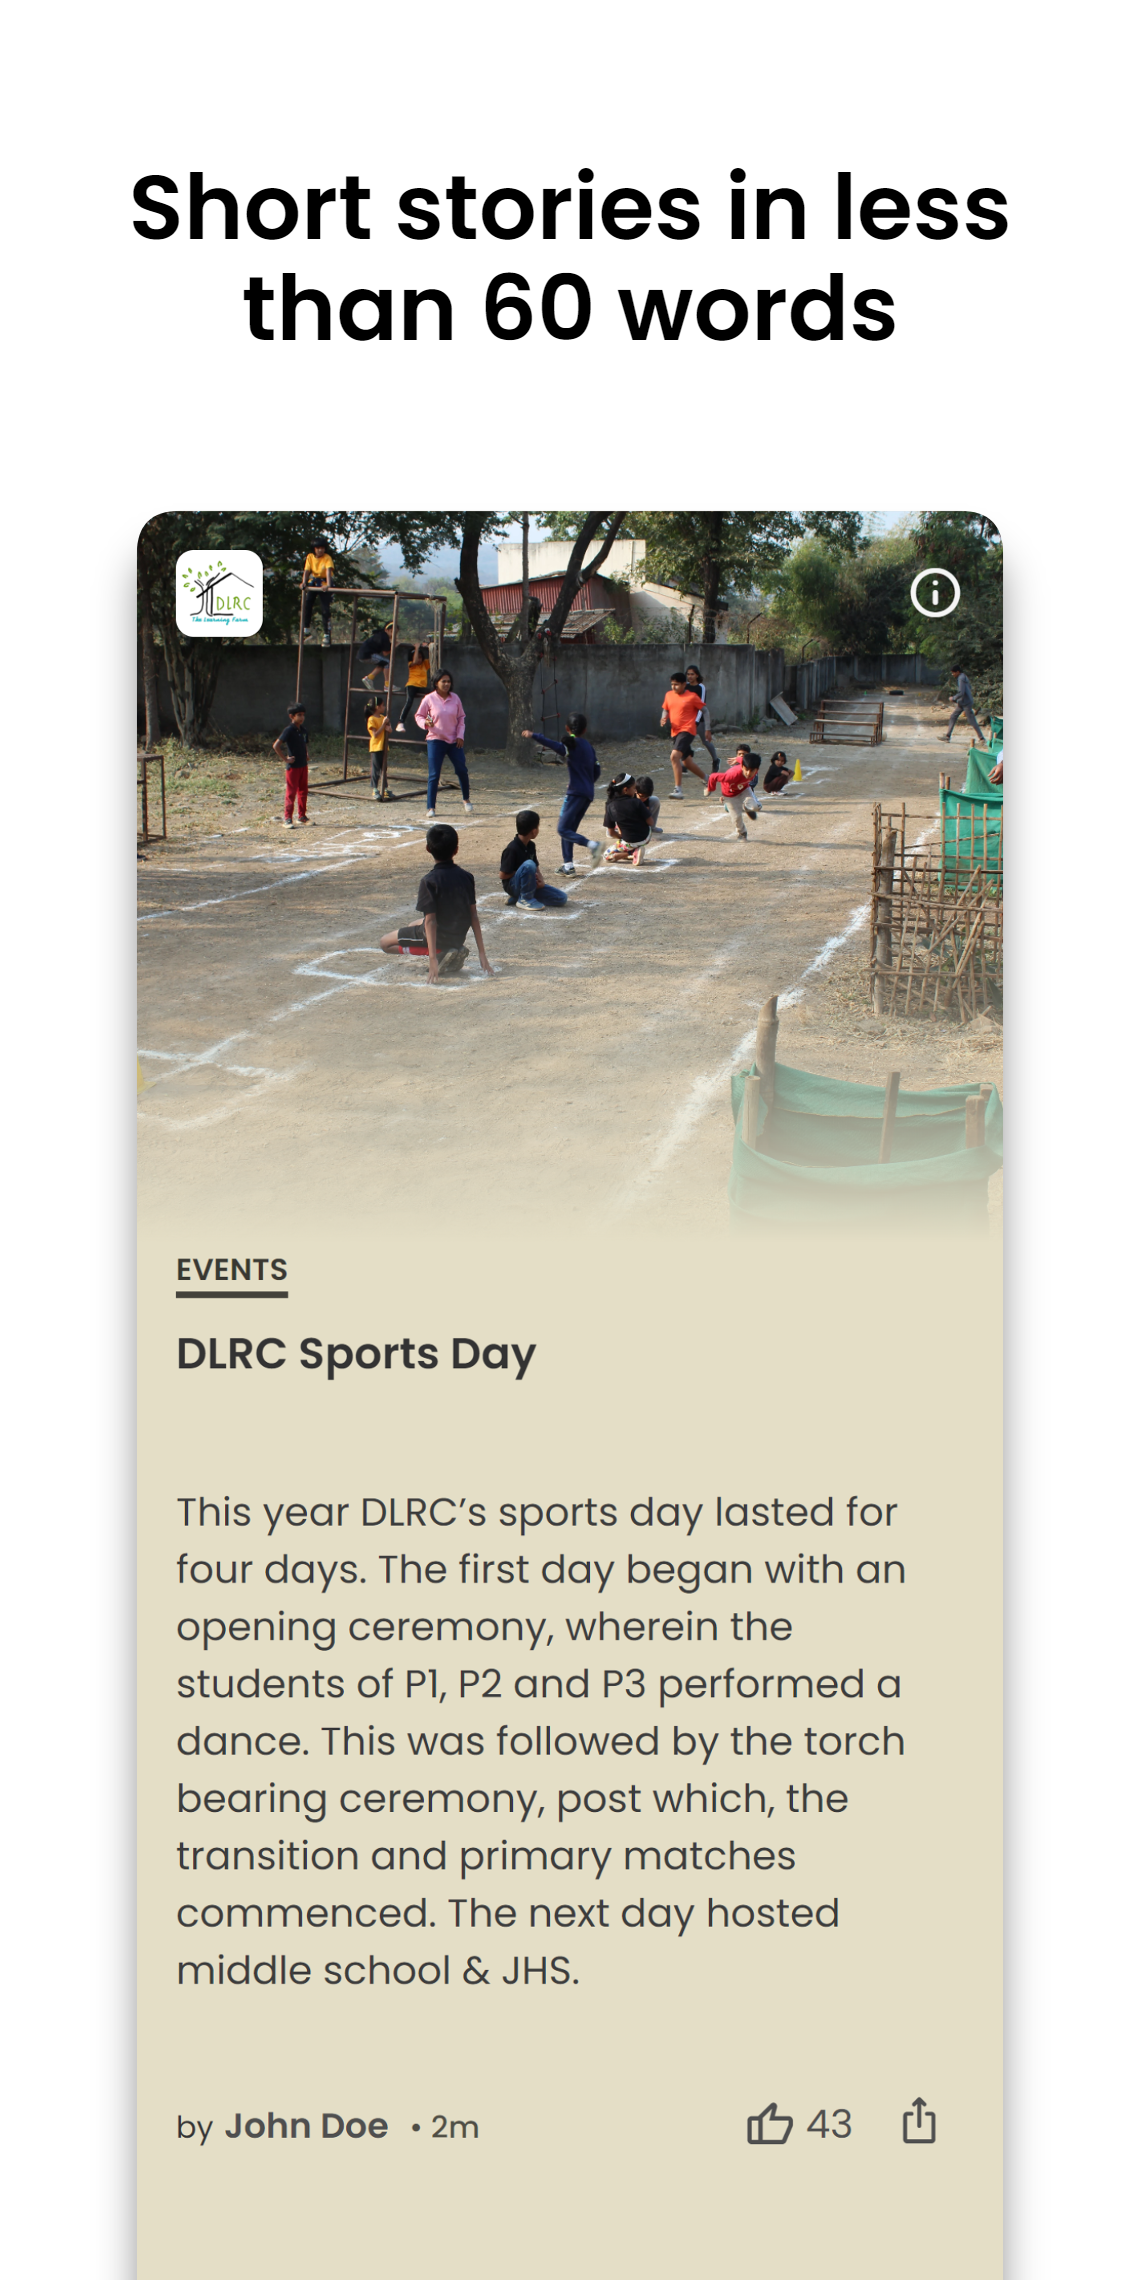 Short stories in less
than 60 words
DLRC
The Learning Farm
EVENTS
DLRC Sports Day
This year DLRC’s sports day lasted for
four days. The first day began with an
opening ceremony, wherein the
students of P1, P2 and P3 performed a
dance. This was followed by the torch
bearing ceremony, post which, the
transition and primary matches
commenced. The next day hosted
middle school & JHS.
by John Doe • 2m
43